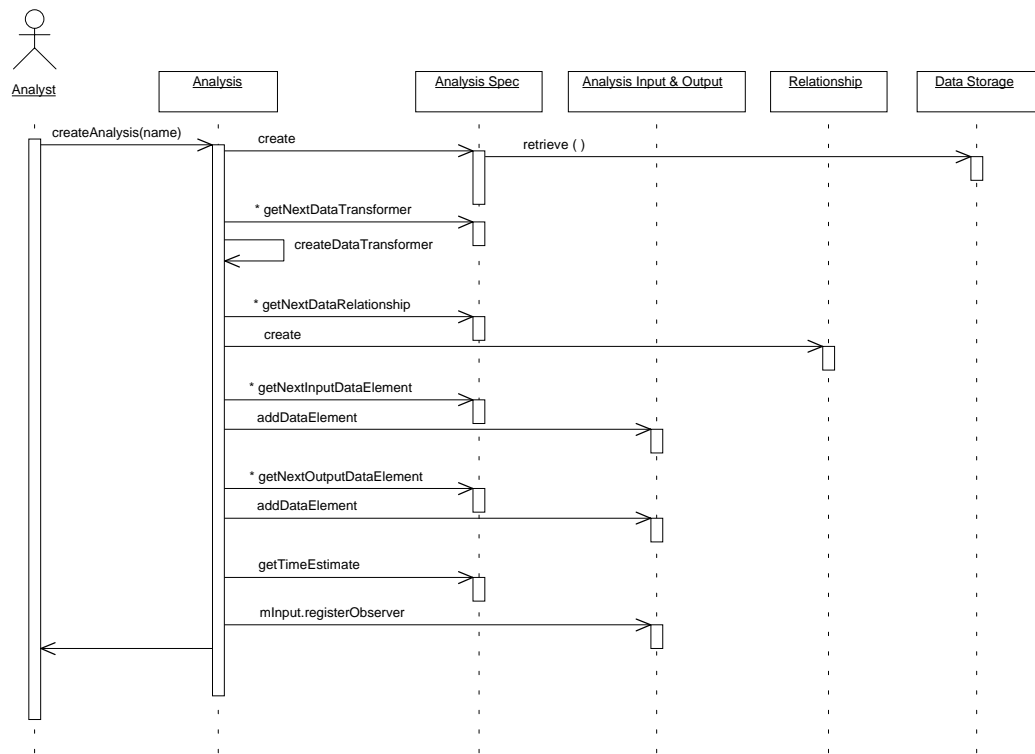 Analyst
Analysis
Analysis Spec
Analysis Input & Output
Relationship
Data Storage
createAnalysis(name)
create
retrieve ( )
* getNextDataTransformer
createDataTransformer
* getNextDataRelationship
create
* getNextInputDataElement
addDataElement
* getNextOutputDataElement
addDataElement
getTimeEstimate
mInput.registerObserver